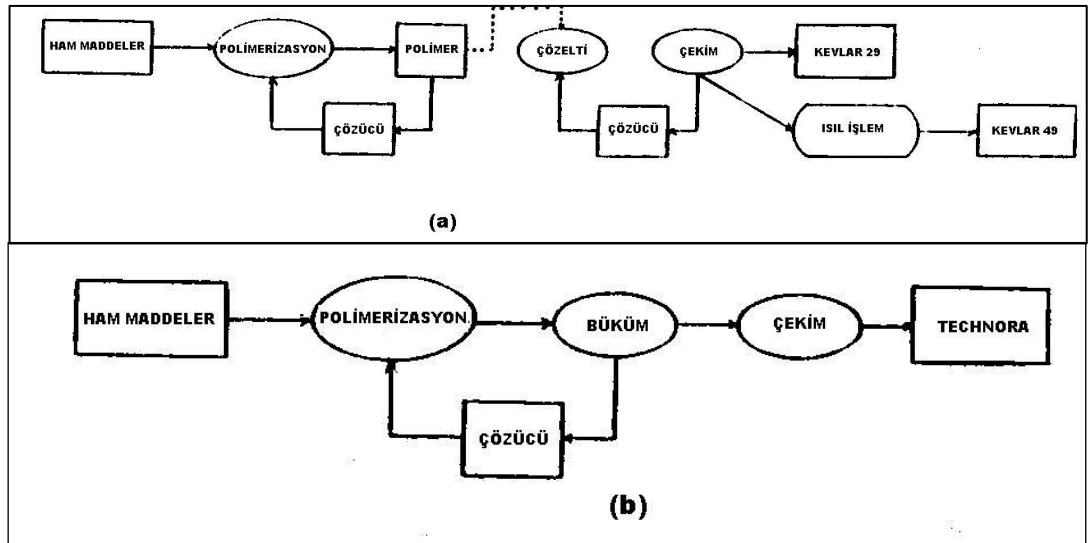 HAM MADDELER
POLİMERİZASYON
POLİMER
ÇÖZÜCÜ
ÇÖZELTİ
ÇÖZÜCÜ
ÇEKİM
KEVLAR 29
ISIL İŞLEM
KEVLAR 49
(a)
HAM MADDELER
POLİMERİZASYON
BÜKÜM
ÇEKİM
TECHNORA
ÇÖZÜCÜ
(b)